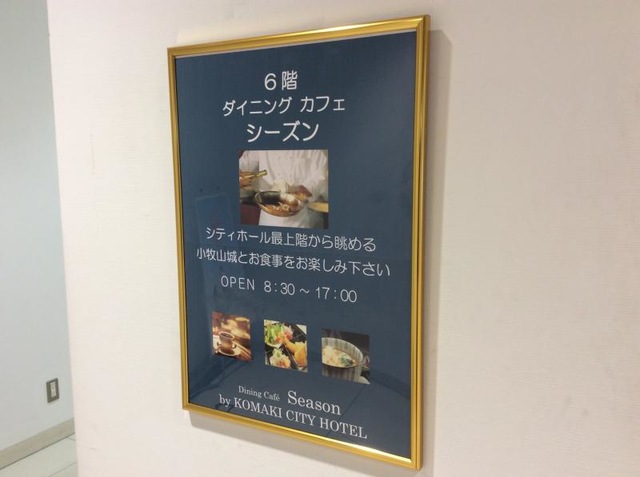 6階
ダイニング カフェ
シーズン
シティホール最上階から眺める
小牧山城とお食事をお楽しみ下さい
OPEN 8:30～17:00
Dining Café Season
by KOMAKI CITY HOTEL